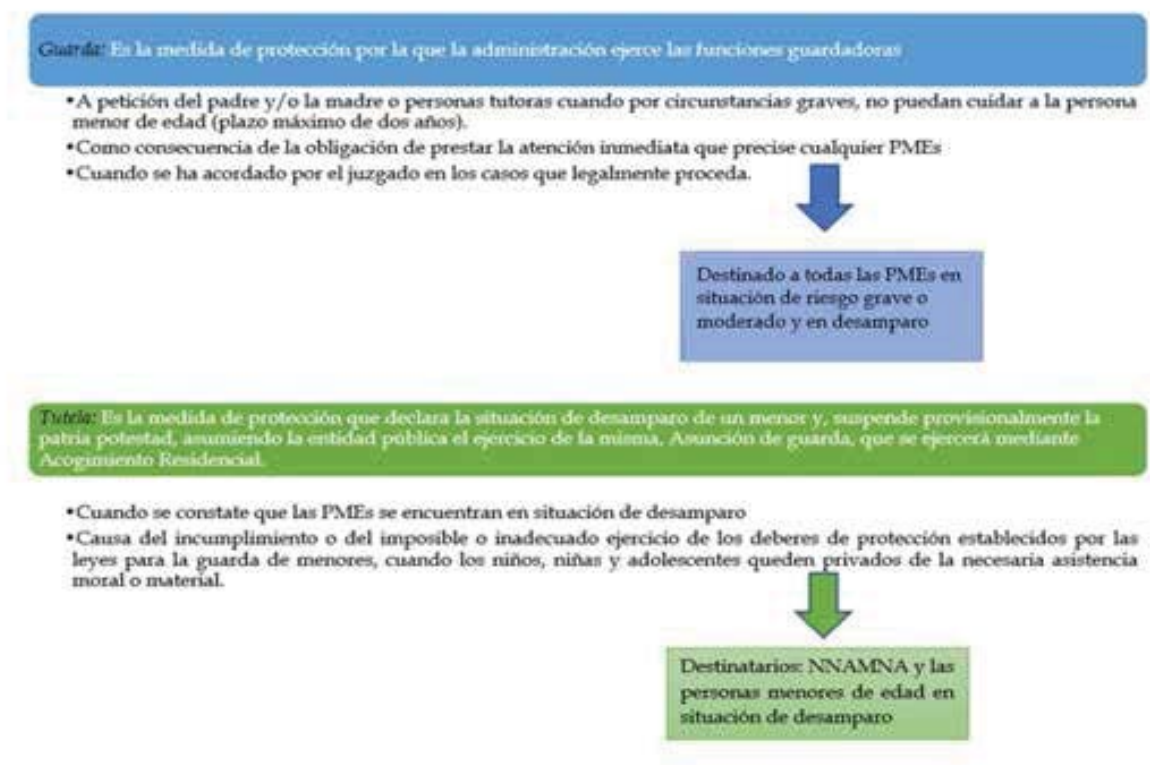 Guarda: Es la medida de protección por la que la administración ejerce las funciones guardadoras
•A petición del padre y/o la madre o personas tutoras cuando por circunstancias graves, no puedan cuidar a la persona
menor de edad (plazo máximo de dos años).
•Como consecuencia de la obligación de prestar la atención inmediata que precise cualquier PMEs
•Cuando se ha acordado por el juzgado en los casos que legalmente proceda.
Destinado a todas las PMEs en
situación de riesgo grave o
moderado y en desamparo
Tutela: Es la medida de protección que declara la situación de desamparo de un menor y, suspende provisionalmente la
patria potestad, asumiendo la entidad pública el ejercicio de la misma, Asunción de guarda, que se ejercerá mediante
Acogimiento Residencial.
•Cuando se constate que las PMEs se encuentran en situación de desamparo
•Causa del incumplimiento o del imposible o inadecuado ejercicio de los deberes de protección establecidos por las
leyes para la guarda de menores, cuando los niños, niñas y adolescentes queden privados de la necesaria asistencia
moral o material.
Destinatarios: NNAMNA y las
personas menores de edad en
situación de desamparo